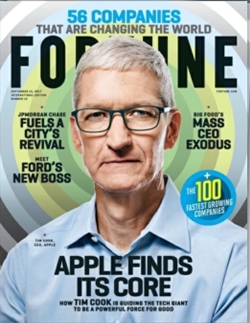 56 COMPANIES
THAT ARE CHANGING THE WORLD
FORTUNE
FORTUNE.COM
JPMORGAN CHASE
FUELS A
CITY'S
REVIVAL
MEET
FORD'S
NEW BOSS
BIG FOOD'S
MASS
CEO
EXODUS
+
THE
100
FASTEST GROWING
COMPANIES
TIM COOK,
CEO, APPLE
APPLE FINDS
ITS CORE
HOW TIM COOK IS GUIDING THE TECH GIANT
TO BE A POWERFUL FORCE FOR GOOD